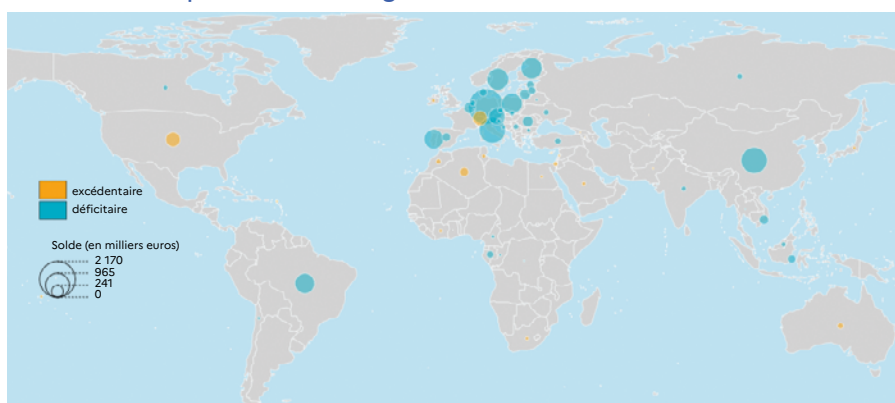 excédentaire
déficitaire
Solde (en milliers euros)
2 170
965
241
0